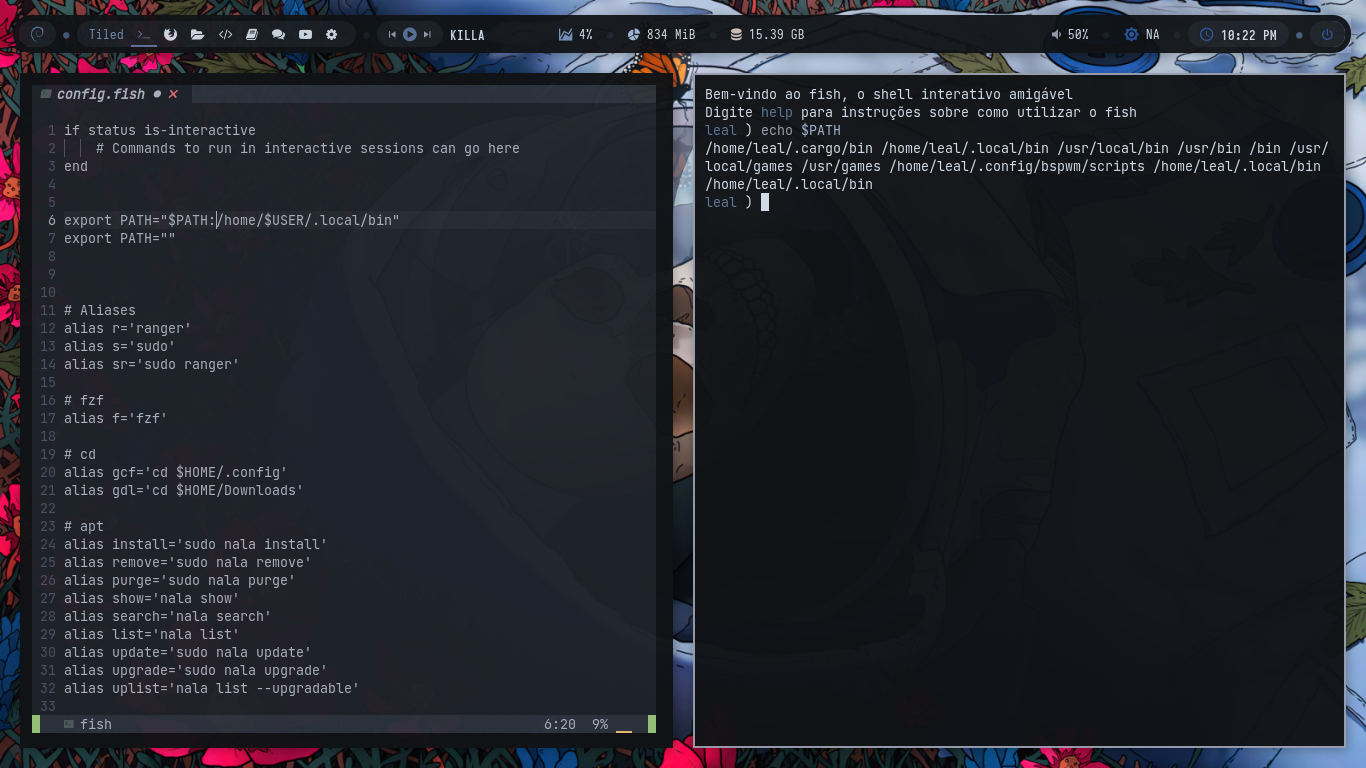 Tiled
KILLA
4%
834 MiB
15.39 GB
50%
NA
10:22 PM
config.fish
1 if status is-interactive
2 # Commands to run in interactive sessions can go here
3 end
4
5
6 export PATH="$PATH:/home/$USER/.local/bin"
7 export PATH=""
8
9
10
11 # Aliases
12 alias r='ranger'
13 alias s='sudo'
14 alias sr='sudo ranger'
15
16 # fzf
17 alias f='fzf'
18
19 # cd
20 alias gcf='cd $HOME/.config'
21 alias gdl='cd $HOME/Downloads'
22
23 # apt
24 alias install='sudo nala install'
25 alias remove='sudo nala remove'
26 alias purge='sudo nala purge'
27 alias show='nala show'
28 alias search='nala search'
29 alias list='nala list'
30 alias update='sudo nala update'
31 alias upgrade='sudo nala upgrade'
32 alias uplist='nala list --upgradable'
33
fish 6:20 9%
Bem-vindo ao fish, o shell interativo amigável
Digite help para instruções sobre como utilizar o fish
leal ) echo $PATH
/home/leal/.cargo/bin /home/leal/.local/bin /usr/local/bin /usr/bin /bin /usr/
local/games /usr/games /home/leal/.config/bspwm/scripts /home/leal/.local/bin
/home/leal/.local/bin
leal )